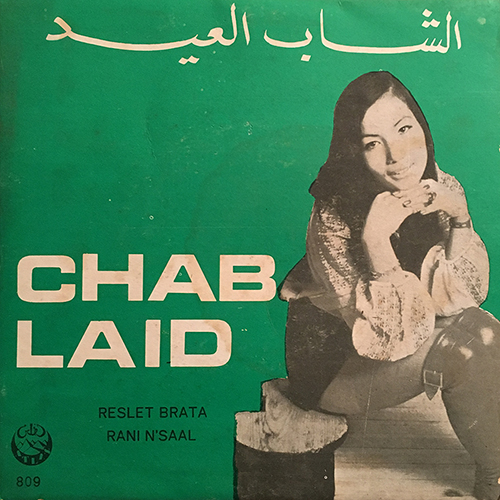 الشاب العيد
CHAB
LAID
RESLET BRATA
RANI N'SAAL
809